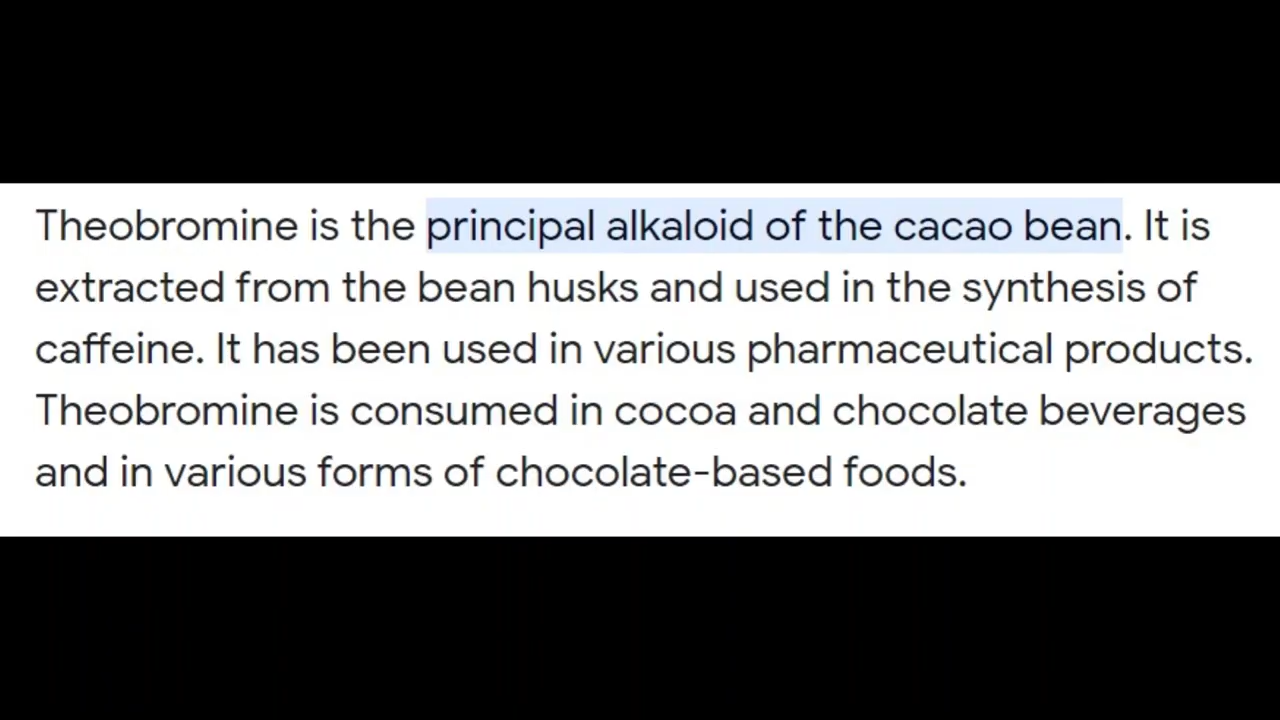 Theobromine is the principal alkaloid of the cacao bean. It is
extracted from the bean husks and used in the synthesis of
caffeine. It has been used in various pharmaceutical products.
Theobromine is consumed in cocoa and chocolate beverages
and in various forms of chocolate-based foods.